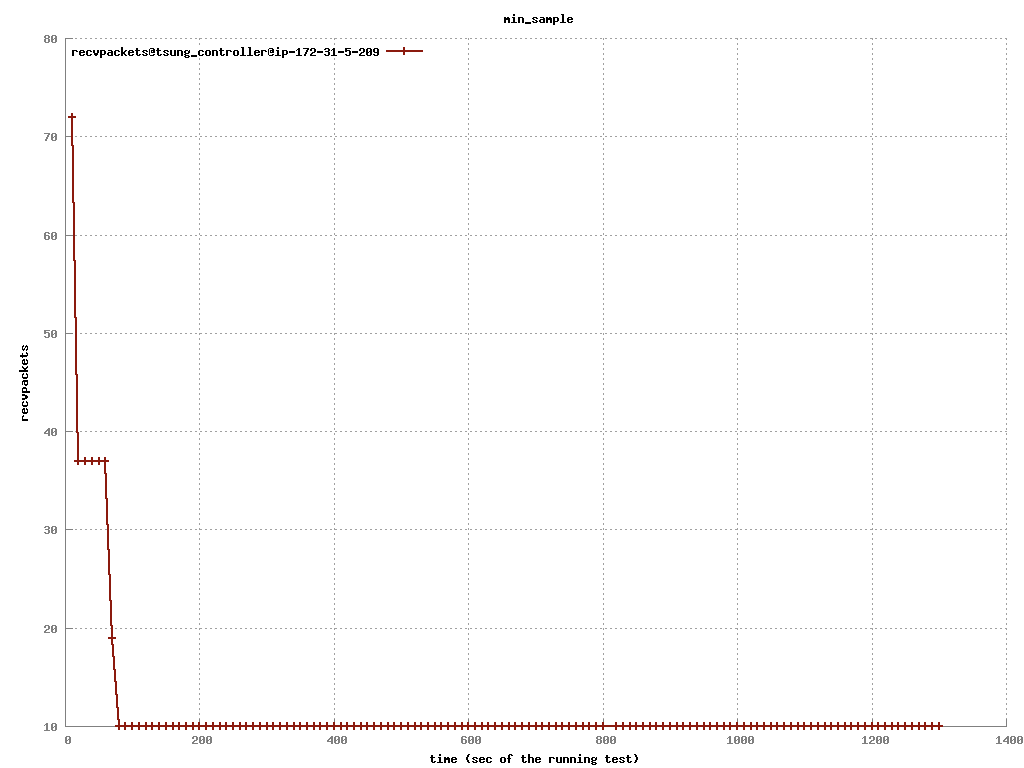 min_sample
80
recvpackets@tsung_controller@ip-172-31-5-209
70
60
50
recvpackets
40
30
20
10
0 200 400 600 800 1000 1200 1400
time (sec of the running test)